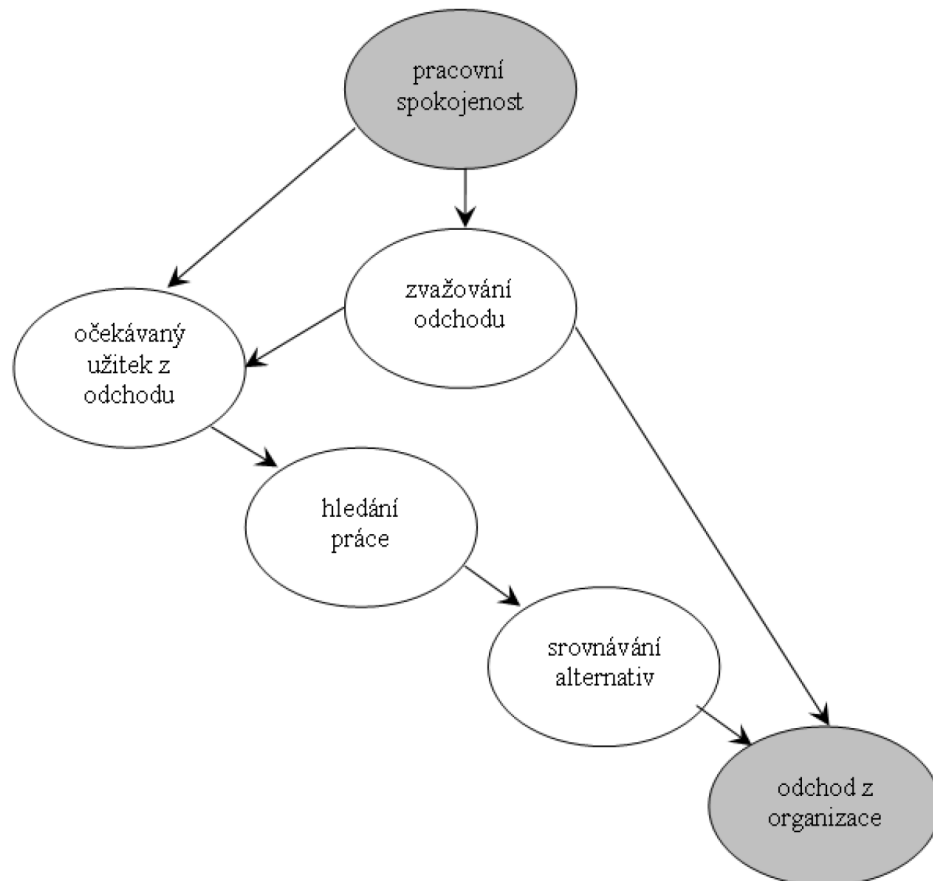 pracovní
spokojenost
zvažování
odchodu
očekávaný
užitek z
odchodu
hledání
práce
srovnávání
alternativ
odchod z
organizace